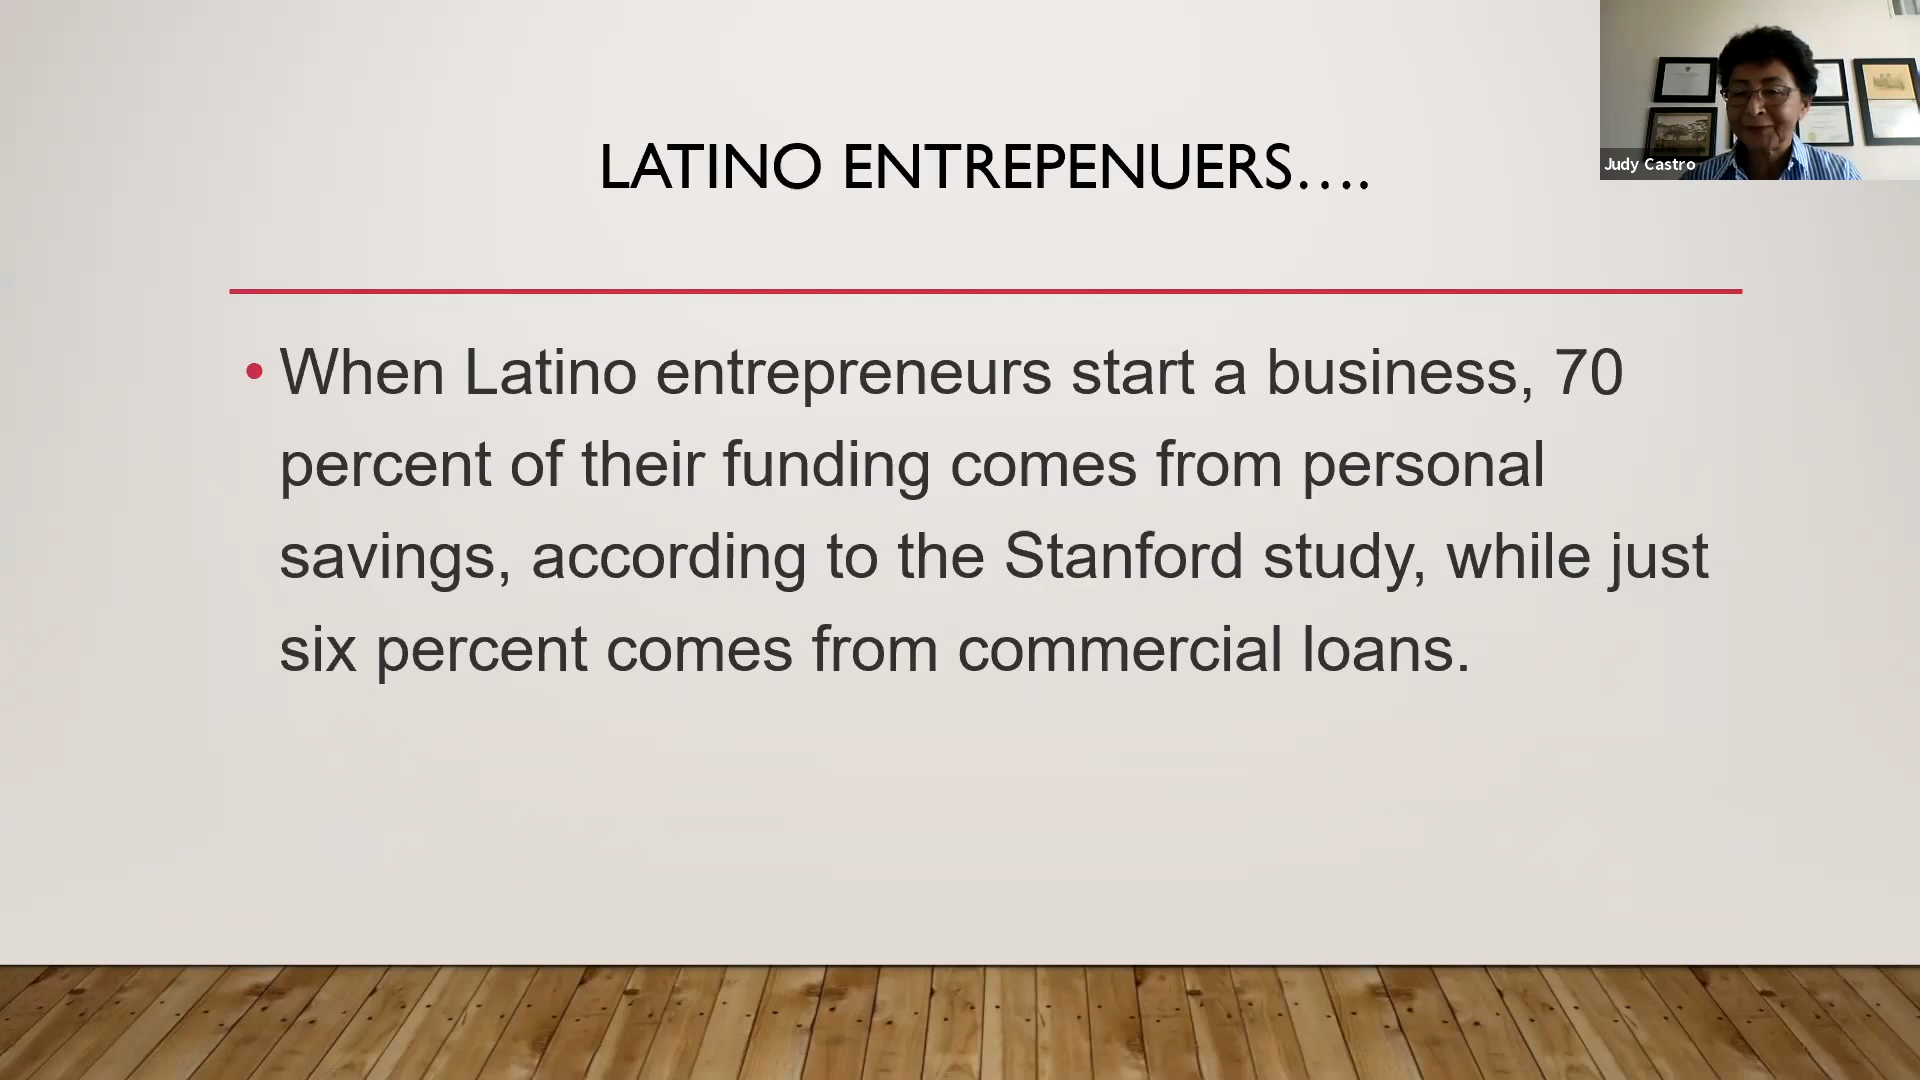 LATINO ENTREPENUERS....
Judy Castro
• When Latino entrepreneurs start a business, 70
percent of their funding comes from personal
savings, according to the Stanford study, while just
six percent comes from commercial loans.